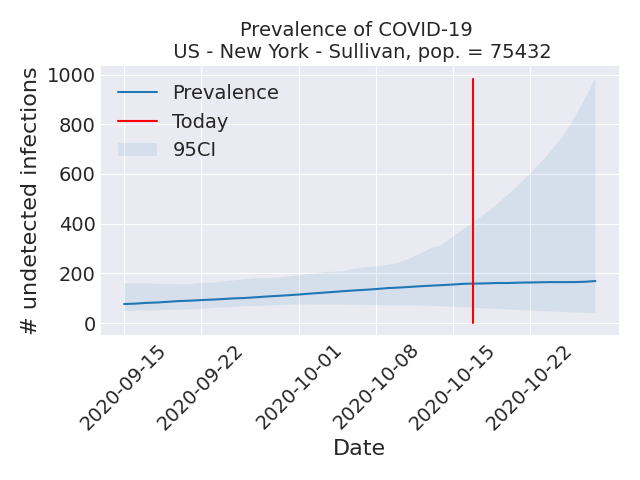 Prevalence of COVID-19
US - New York - Sullivan, pop. = 75432
# undetected infections
1000
800
600
400
200
0
Prevalence
Today
95CI
2020-09-15
2020-09-22
2020-10-01
2020-10-08
2020-10-15
2020-10-22
Date